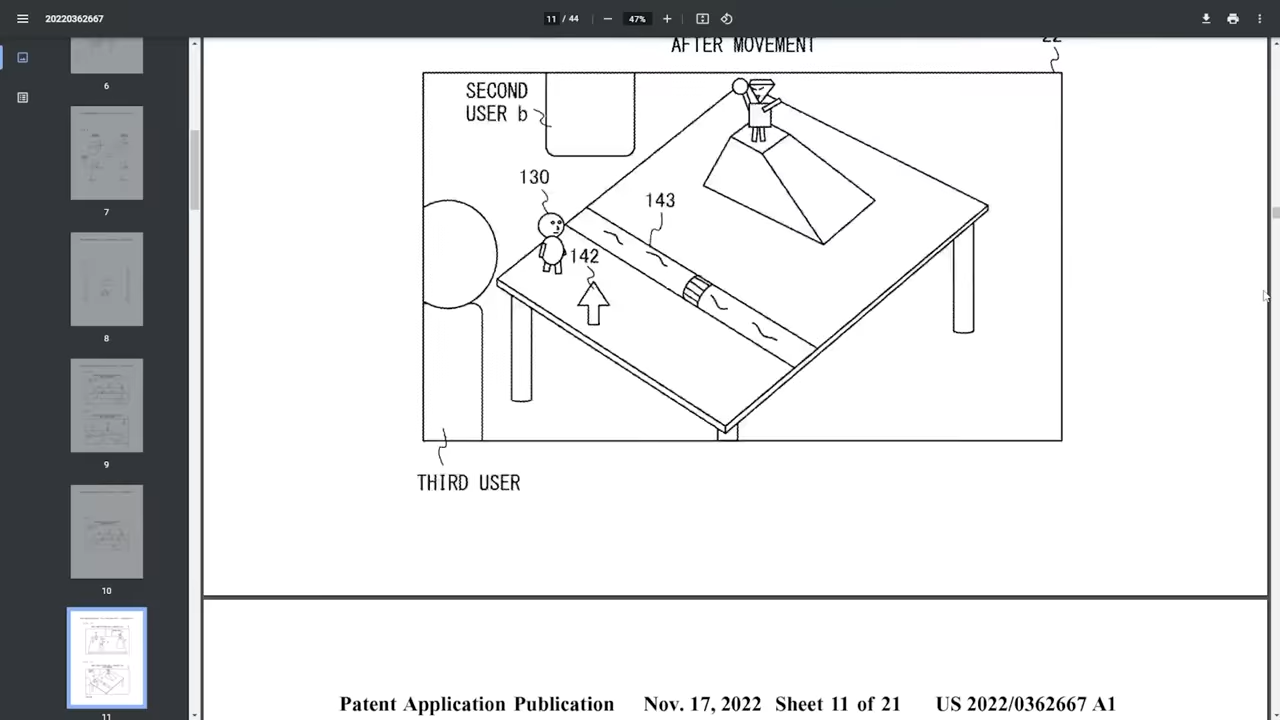 20220362667
11 / 44
47%
6
7
8
9
10
11
AFTER MOVEMENT
22
SECOND
USER b
130
143
142
THIRD USER
Patent Application Publication Nov. 17, 2022 Sheet 11 of 21 US 2022/0362667 A1